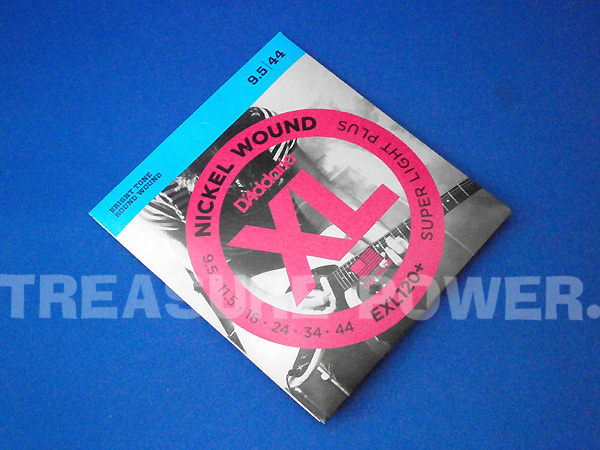 9.5|44
BRIGHT TONE
ROUND WOUND
NICKEL WOUND
D'Addario
XL
SUPER LIGHT PLUS
EXL120+
9.5 · 11.5 · 16 · 24 · 34 · 44
TREASURE POWER.